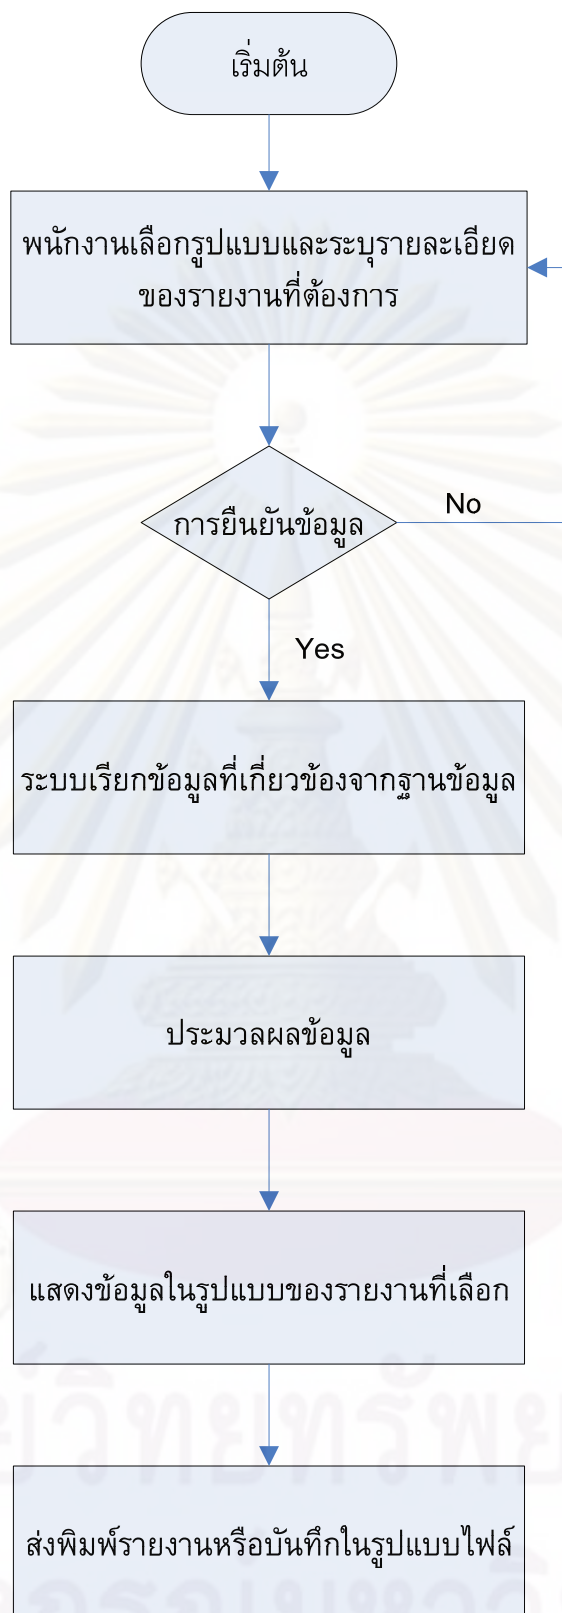 เริ่มต้น
พนักงานเลือกรูปแบบและระบุรายละเอียด
ของรายงานที่ต้องการ
การยืนยันข้อมูล
No
Yes
ระบบเรียกข้อมูลที่เกี่ยวข้องจากฐานข้อมูล
ประมวลผลข้อมูล
แสดงข้อมูลในรูปแบบของรายงานที่เลือก
ส่งพิมพ์รายงานหรือบันทึกในรูปแบบไฟล์